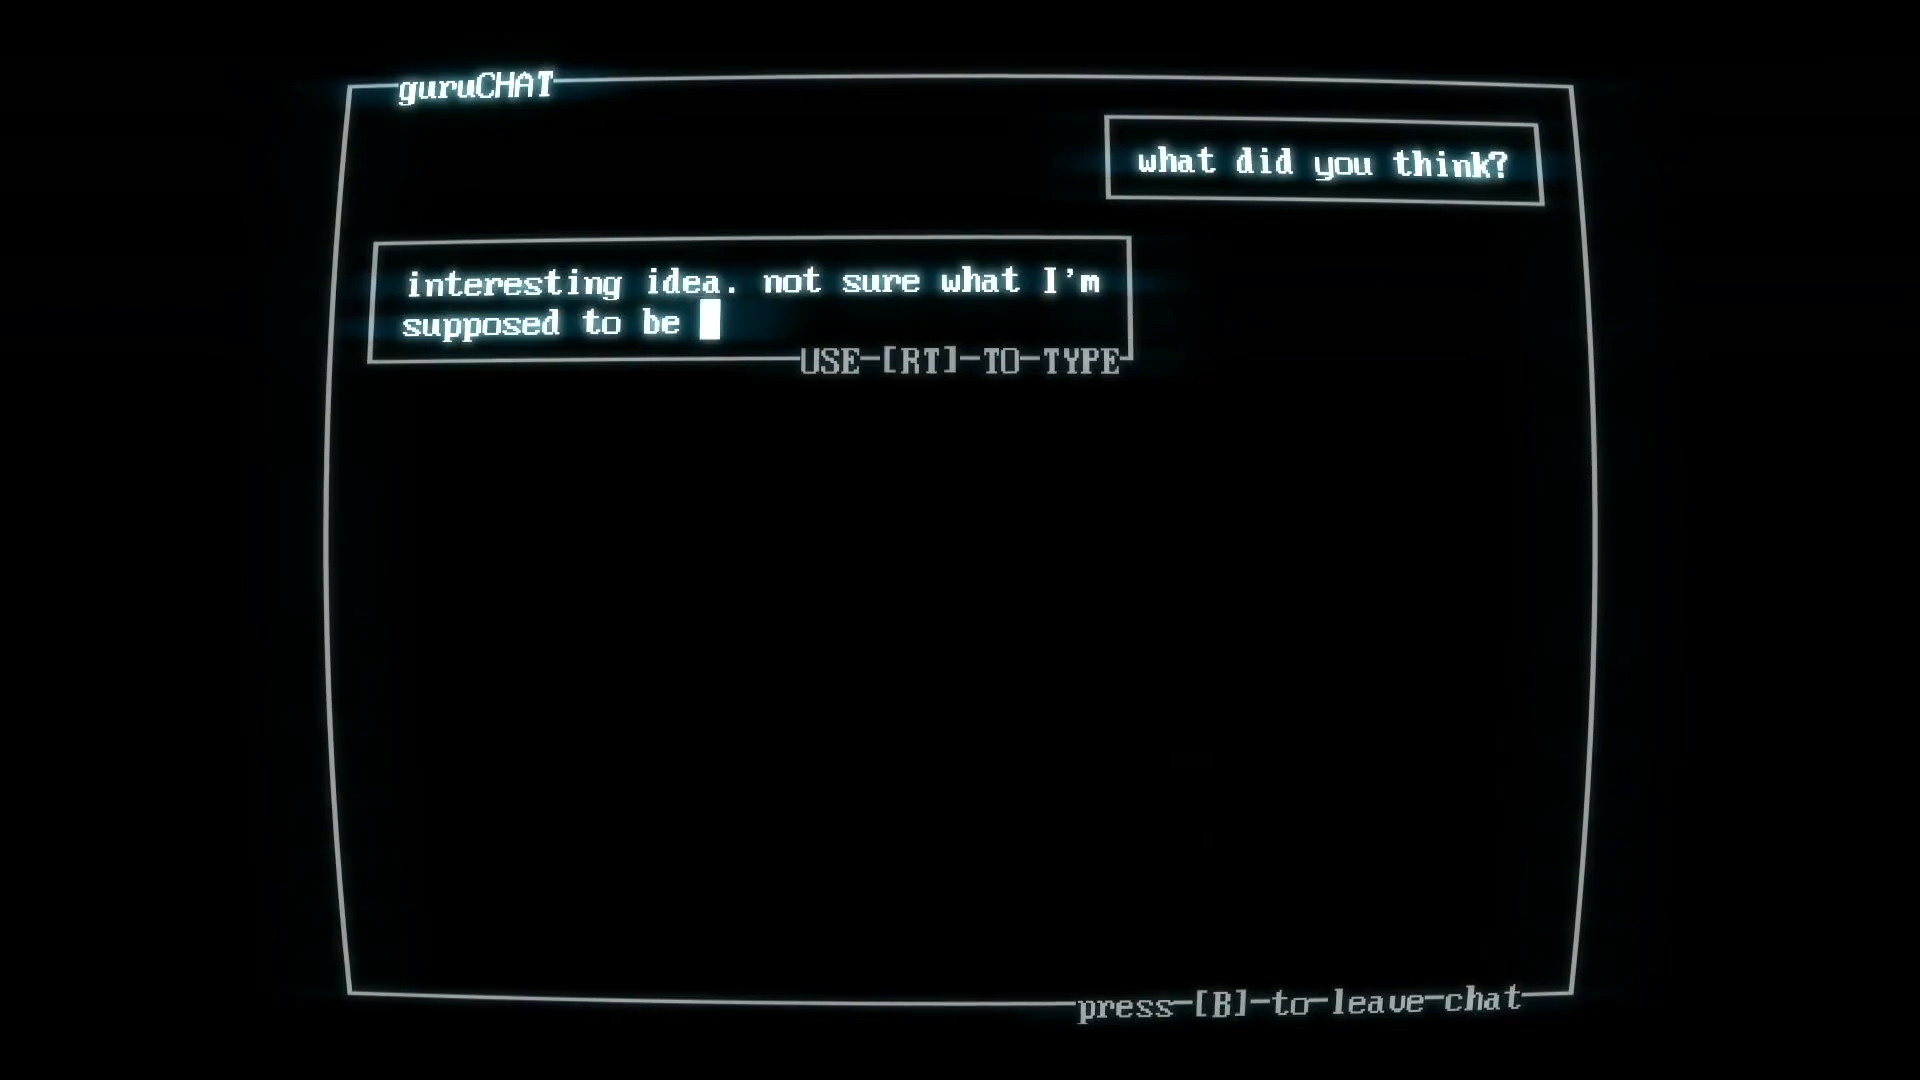 guruCHAT
what did you think?
interesting idea. not sure what I'm
supposed to be
USE-[RT]-TO-TYPE
press-[B]-to-leave-chat